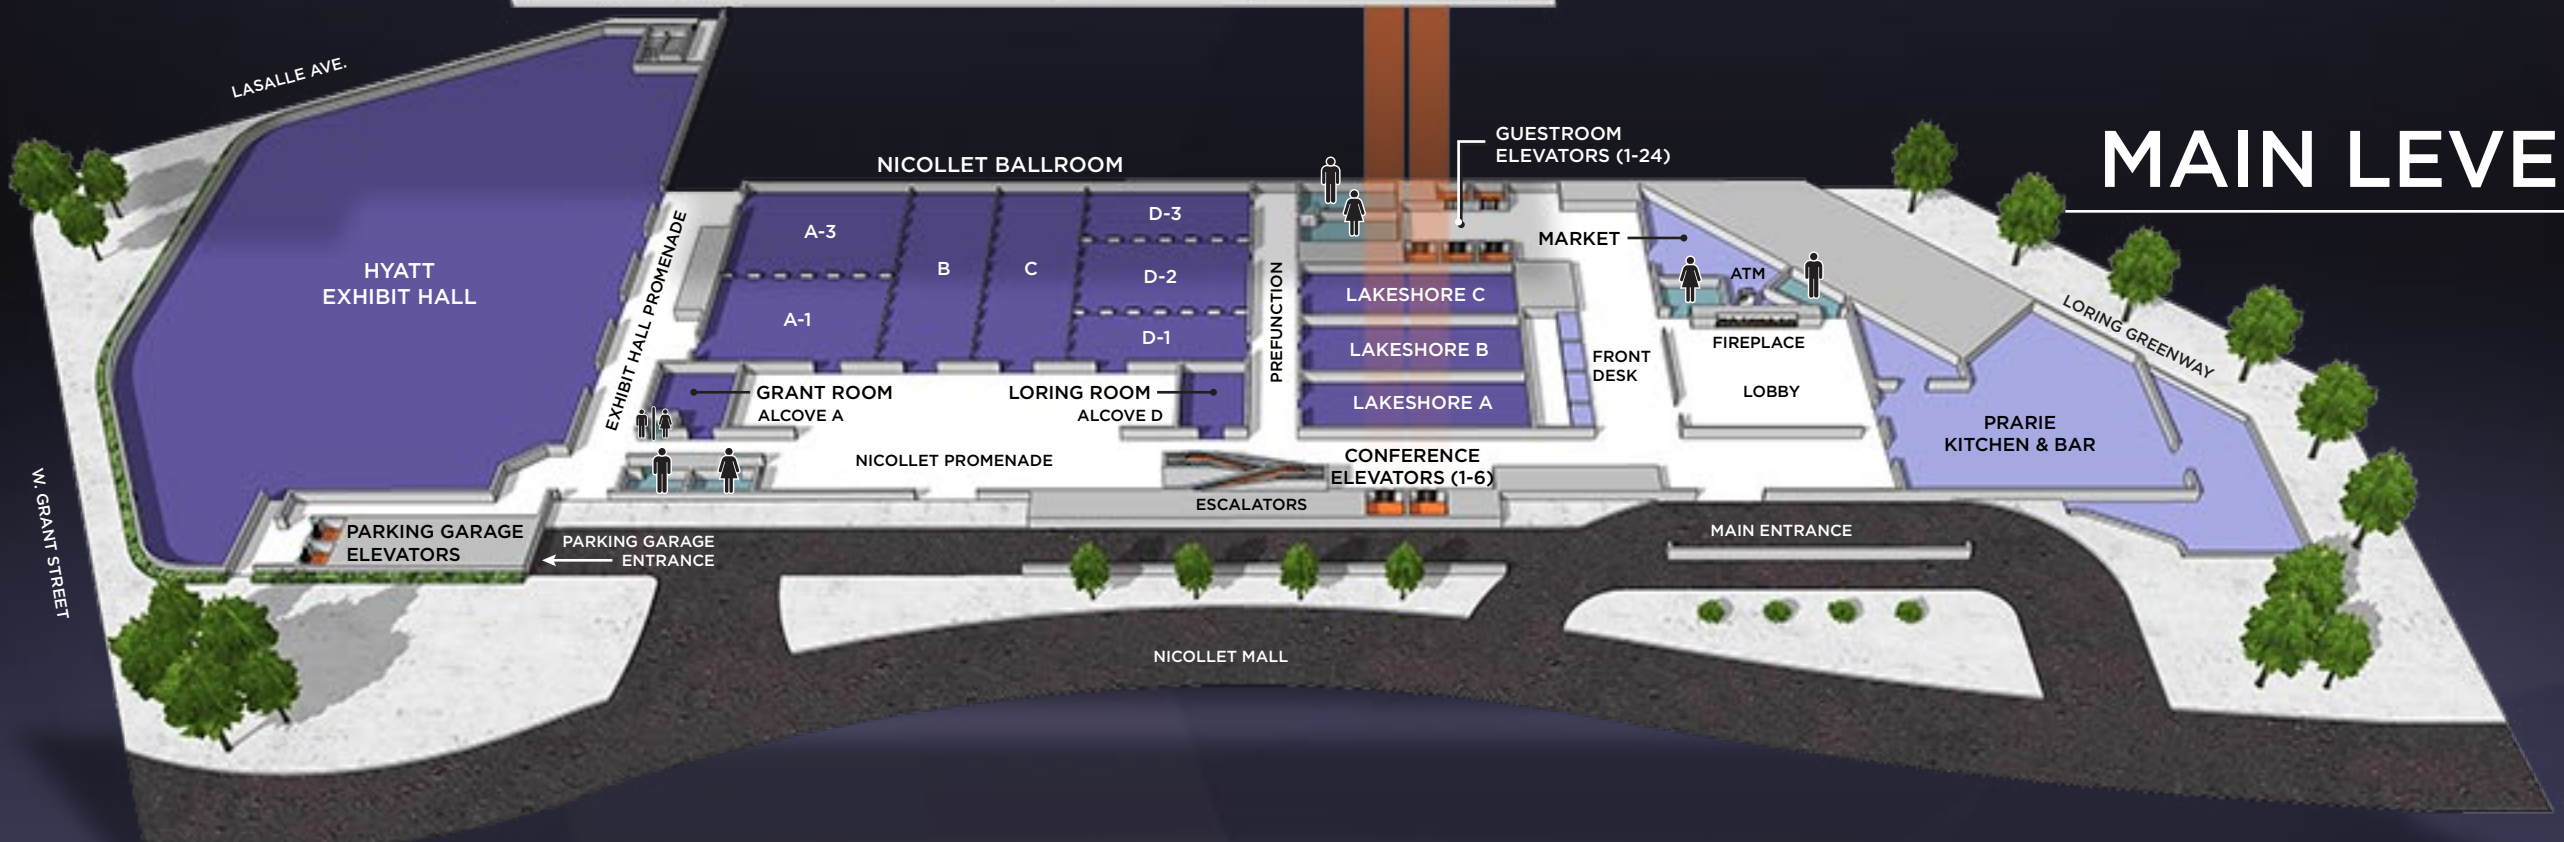 MAIN LEVE
LASALLE AVE.
GUESTROOM
ELEVATORS (1-24)
NICOLLET BALLROOM
HYATT
EXHIBIT HALL
EXHIBIT HALL PROMENADE
A-3
A-1
B
C
D-3
D-2
D-1
PREFUNCTION
MARKET
ATM
LAKESHORE C
LAKESHORE B
LAKESHORE A
FRONT
DESK
FIREPLACE
LOBBY
LORING GREENWAY
GRANT ROOM
ALCOVE A
LORING ROOM
ALCOVE D
PRARIE
KITCHEN & BAR
NICOLLET PROMENADE
CONFERENCE
ELEVATORS (1-6)
ESCALATORS
W. GRANT STREET
PARKING GARAGE
ELEVATORS
PARKING GARAGE
ENTRANCE
MAIN ENTRANCE
NICOLLET MALL